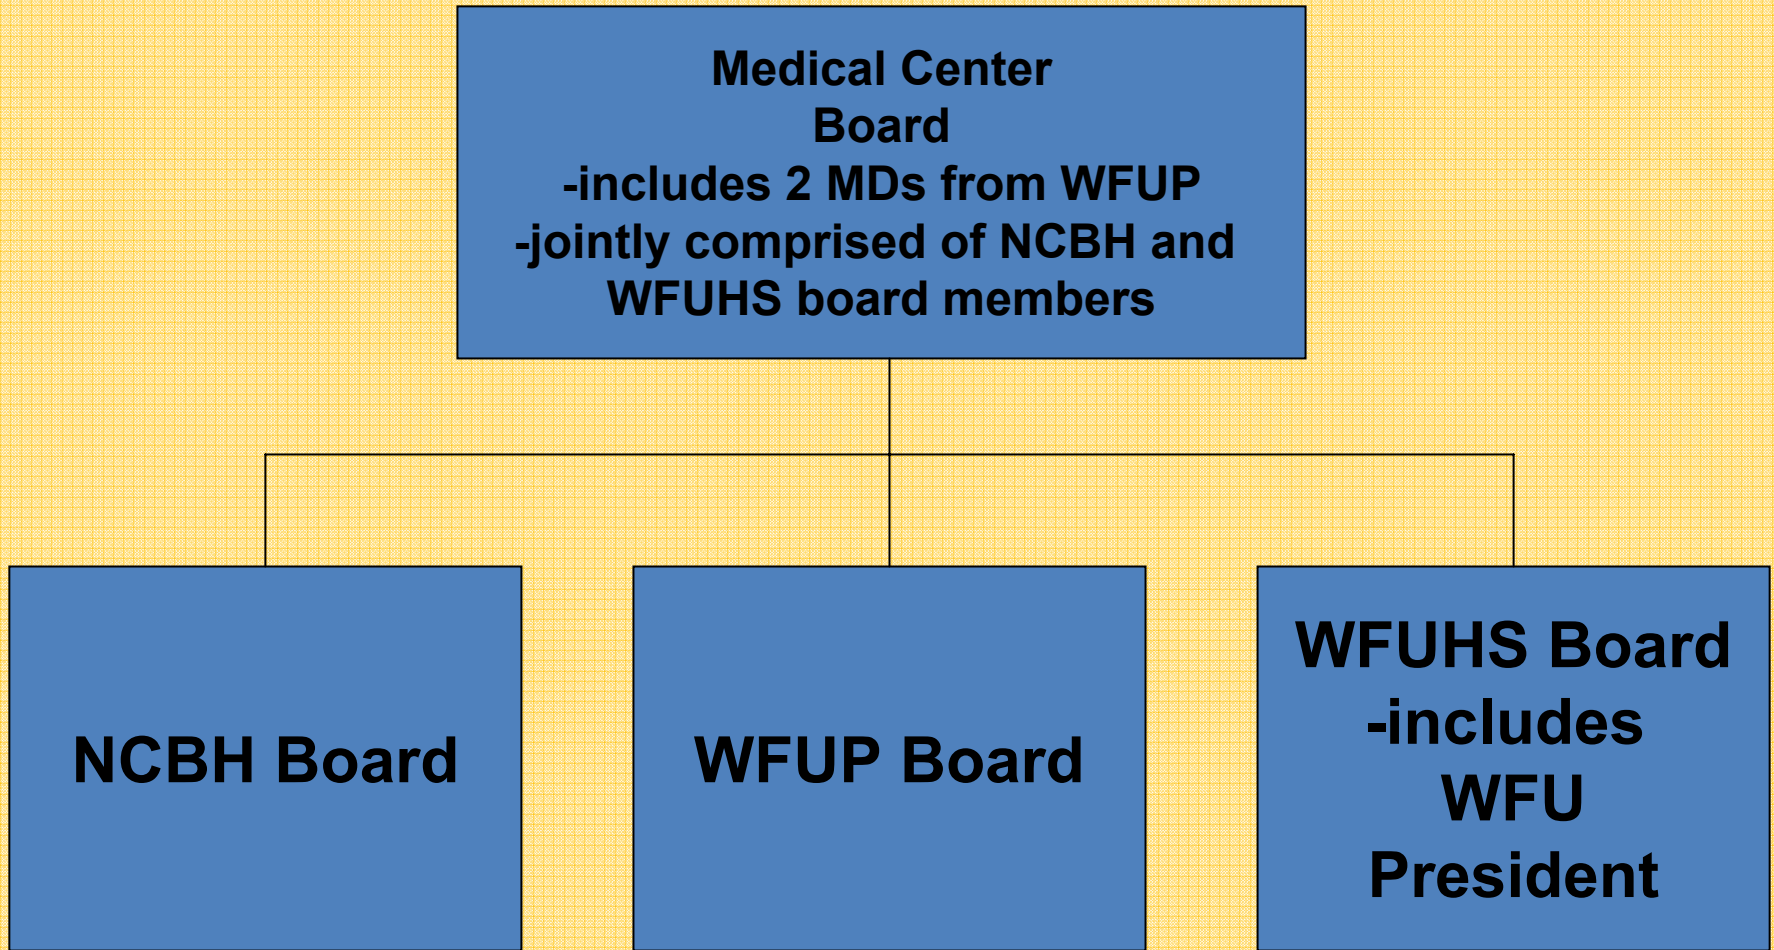 Medical Center
Board
-includes 2 MDs from WFUP
-jointly comprised of NCBH and
WFUHS board members
NCBH Board
WFUP Board
WFUHS Board
-includes
WFU
President